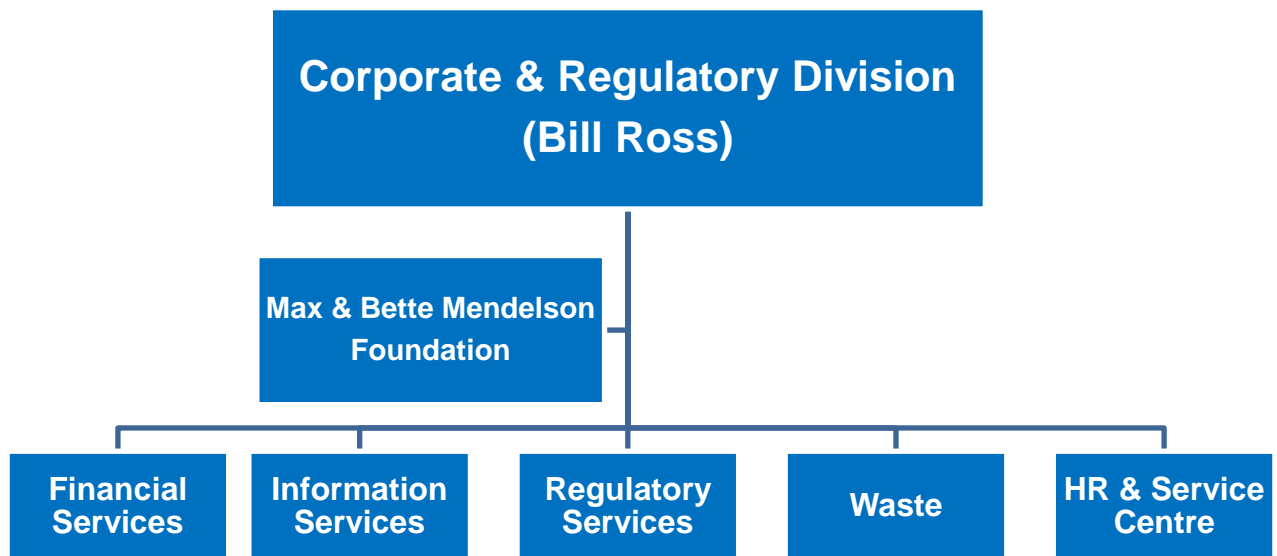 Corporate & Regulatory Division
(Bill Ross)
Max & Bette Mendelson
Foundation
Financial
Services
Information
Services
Regulatory
Services
Waste
HR & Service
Centre